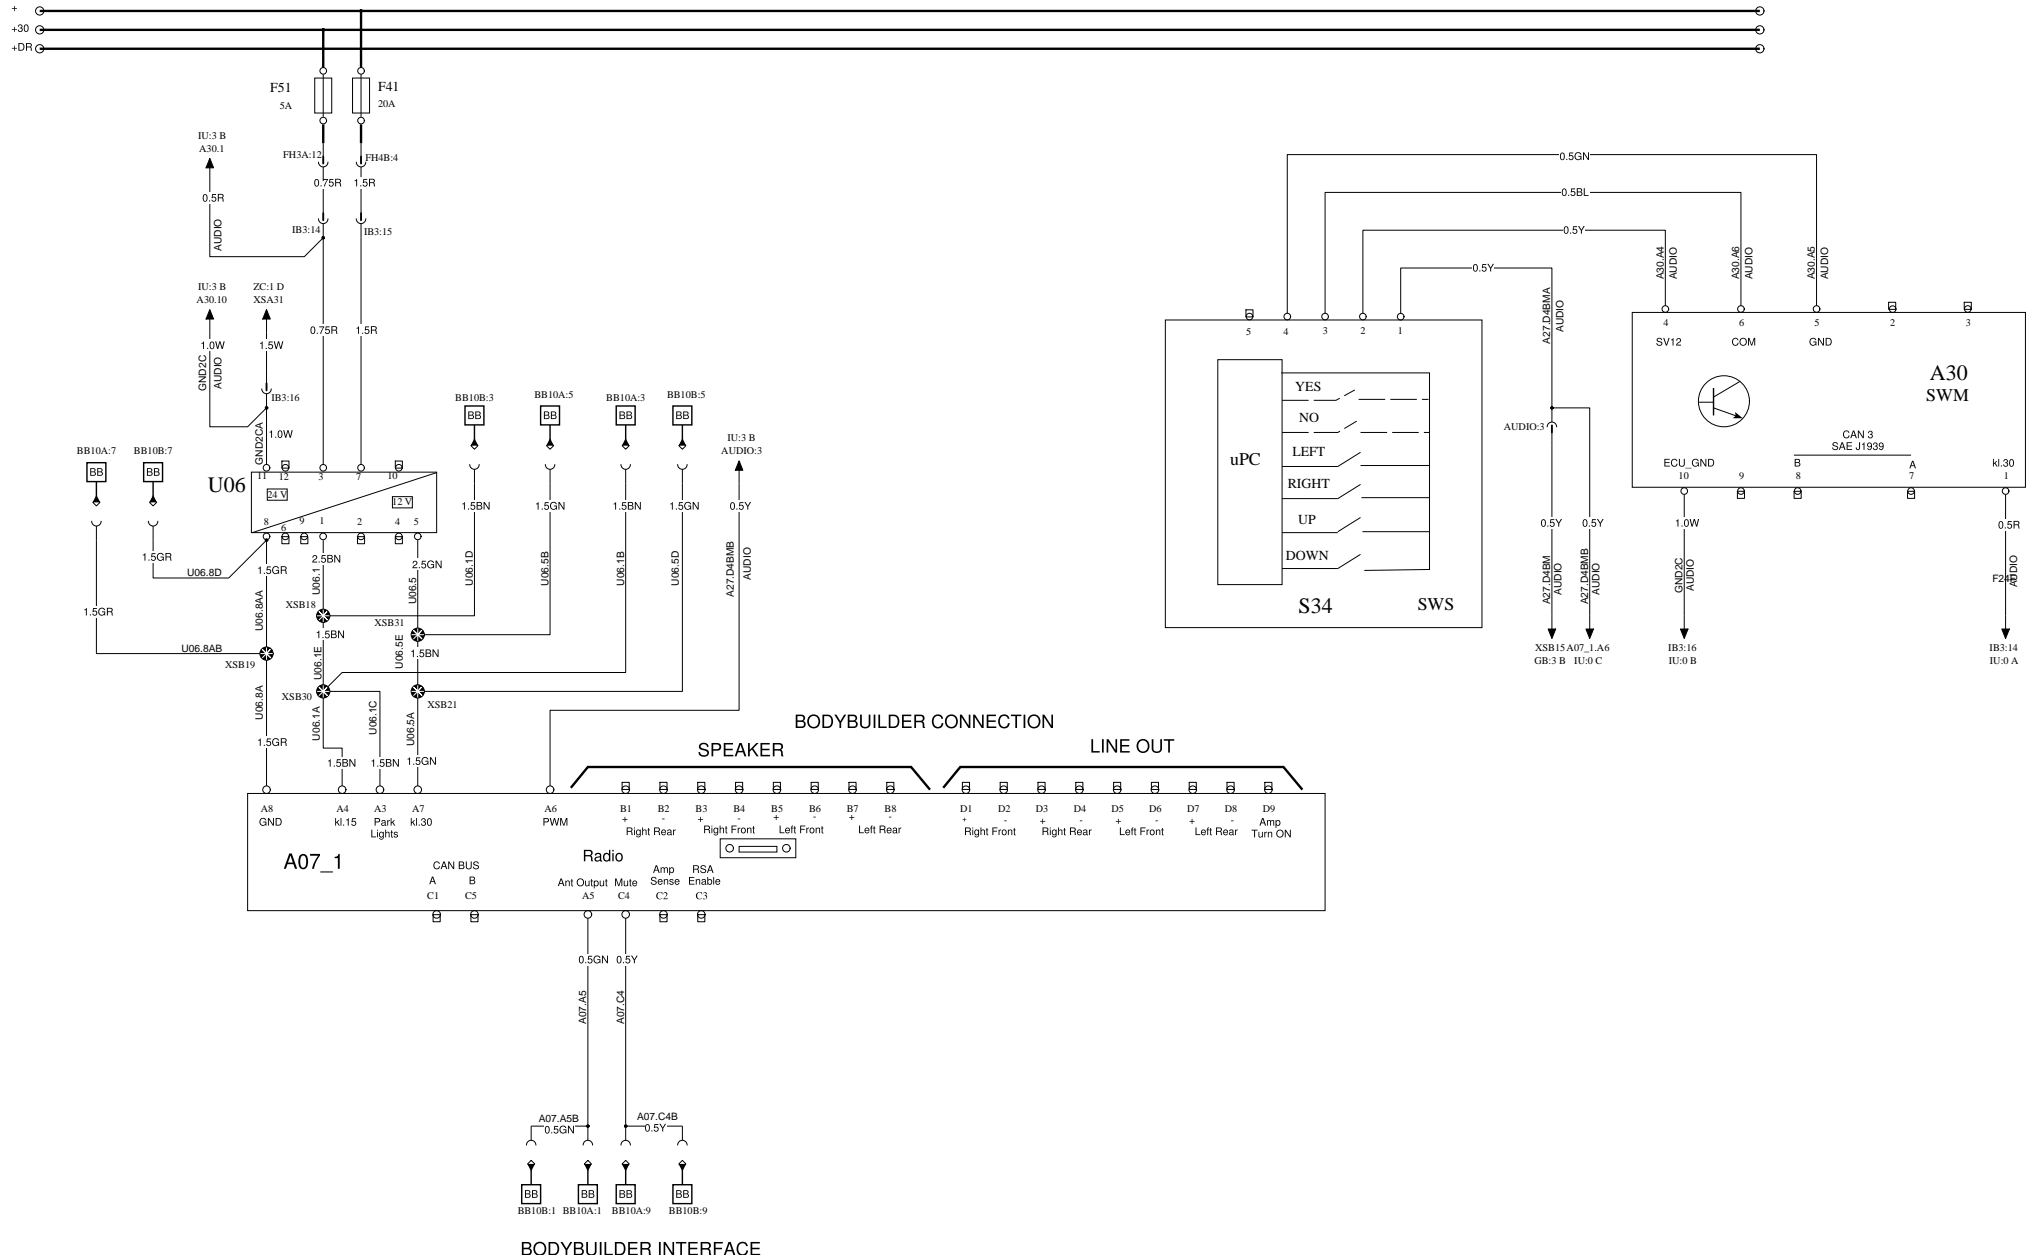 +
+30
+DR
F51
5A
F41
20A
IU:3 B
A30.1
FH3A:12
FH4B:4
0.75R
1.5R
0.5R
AUDIO
IB3:14
IB3:15
IU:3 B
A30.10
ZC:1 D
XSA31
0.75R
1.5R
1.0W
1.5W
GND2C
AUDIO
IB3:16
GND2CA
1.0W
BB10A:7
BB10B:7
BB
BB
BB10B:3
BB10A:5
BB10A:3
BB10B:5
BB
BB
BB
BB
IU:3 B
AUDIO:3
U06
11
12
3
7
10
24 V
12 V
8
6
9
1
2
4
5
1.5BN
1.5GN
1.5BN
1.5GN
0.5Y
1.5GR
U06.8D
1.5GR
2.5BN
2.5GN
U06.1
U06.5
U06.1D
U06.5B
U06.1B
U06.5D
A27.D4BMB
AUDIO
1.5GR
U06.8AA
XSB18
XSB31
1.5BN
U06.8AB
XSB19
U06.1E
U06.5E
1.5BN
XSB30
XSB21
U06.8A
U06.1A
U06.1C
U06.5A
1.5GR
1.5BN
1.5BN
1.5GN
BODYBUILDER CONNECTION
SPEAKER
LINE OUT
A8
GND
A4
kl.15
A3
Park
Lights
A7
kl.30
A6
PWM
B1
+
B2
-
Right Rear
B3
+
B4
-
Right Front
B5
+
B6
-
Left Front
B7
+
B8
-
Left Rear
D1
+
D2
-
Right Front
D3
+
D4
-
Right Rear
D5
+
D6
-
Left Front
D7
+
D8
-
Left Rear
D9
Amp
Turn ON
A07_1
Radio
CAN BUS
A
B
C1
C5
Ant Output
A5
Mute
C4
Amp
Sense
C2
RSA
Enable
C3
0.5GN
0.5Y
A07.A5
A07.C4
A07.A5B
0.5GN
A07.C4B
0.5Y
BB
BB
BB
BB
BB10B:1
BB10A:1
BB10A:9
BB10B:9
BODYBUILDER INTERFACE
0.5GN
0.5BL
0.5Y
0.5Y
A30.A4
AUDIO
A30.A6
AUDIO
A30.A5
AUDIO
A27.D4BMA
AUDIO
5
4
3
2
1
uPC
YES
NO
LEFT
RIGHT
UP
DOWN
S34
SWS
4
6
5
2
3
SV12
COM
GND
A30
SWM
CAN 3
SAE J1939
ECU_GND
B
A
kl.30
10
9
8
7
1
AUDIO:3
0.5Y
0.5Y
1.0W
0.5R
A27.D4BM
AUDIO
A27.D4BMB
AUDIO
GND2C
AUDIO
AUDIO
XSB15
GB:3 B
A07_1.A6
IU:0 C
IB3:16
IU:0 B
IB3:14
IU:0 A